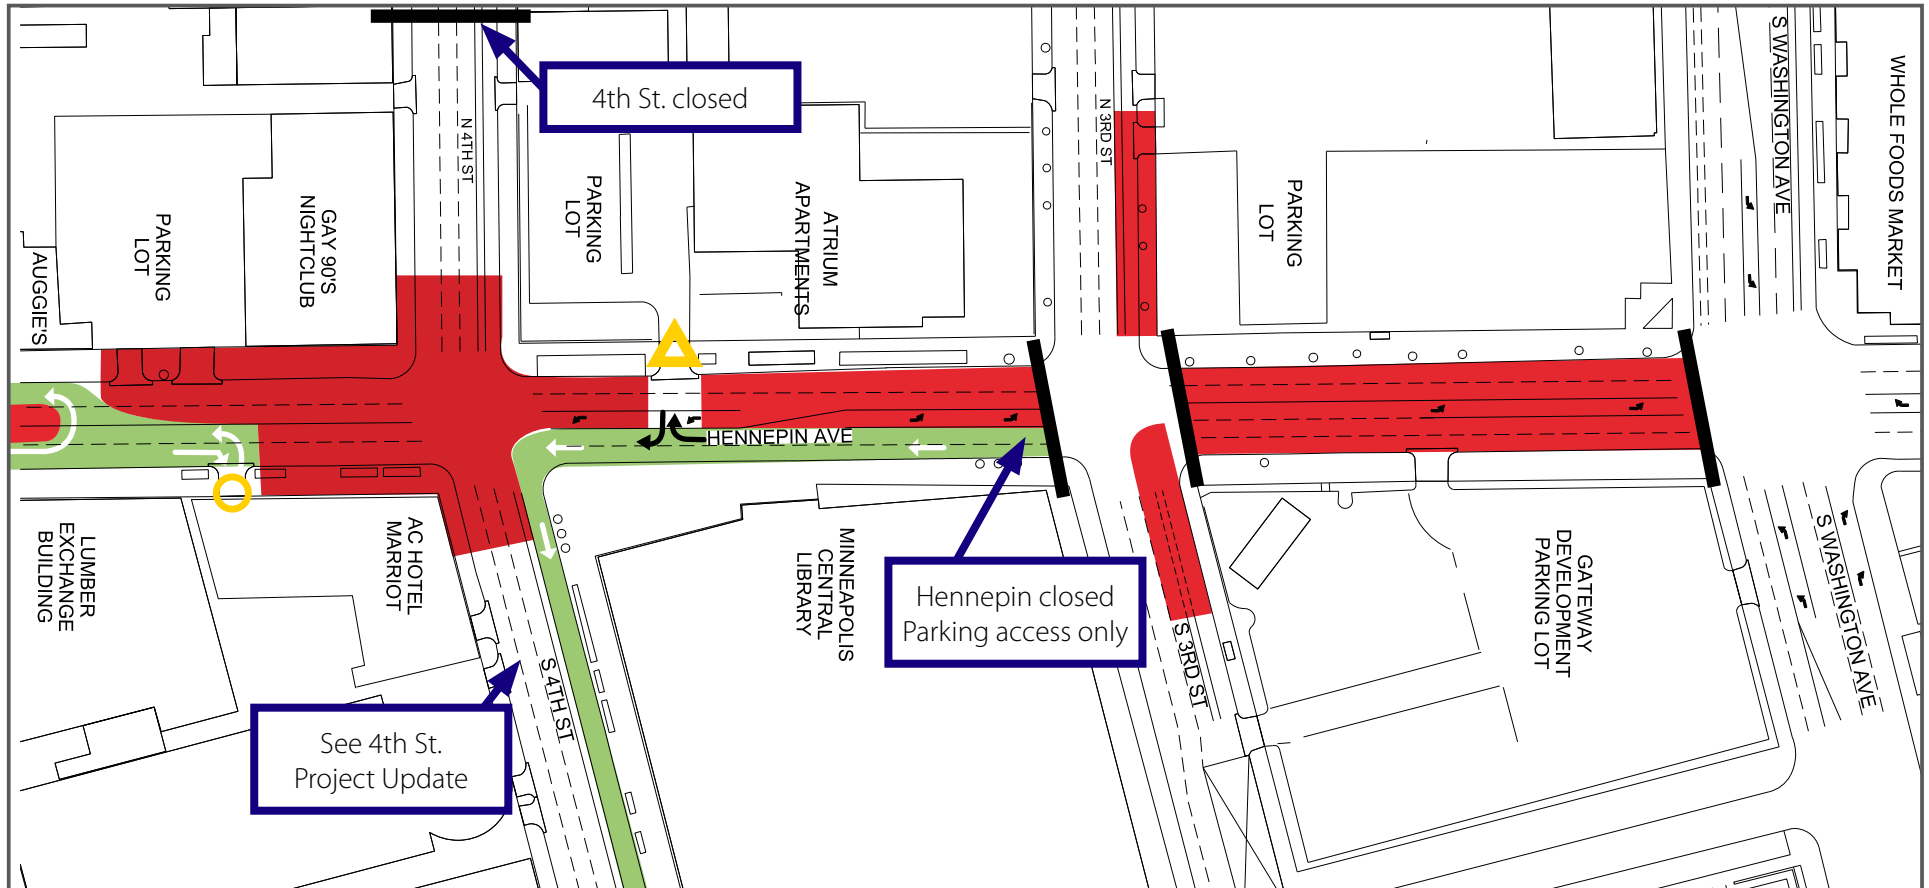 4th St. closed
N 4TH ST
N 3RD ST
S WASHINGTON AVE
WHOLE FOODS MARKET
AUGGIE'S
PARKING
LOT
GAY 90'S
NIGHTCLUB
PARKING
LOT
ATRIUM
APARTMENTS
PARKING
LOT
HENNEPIN AVE
LUMBER
EXCHANGE
BUILDING
AC HOTEL
MARRIOT
MINNEAPOLIS
CENTRAL
LIBRARY
Hennepin closed
Parking access only
GATEWAY
DEVELOPMENT
PARKING LOT
S WASHINGTON AVE
S 3RD ST
S 4TH ST
See 4th St.
Project Update